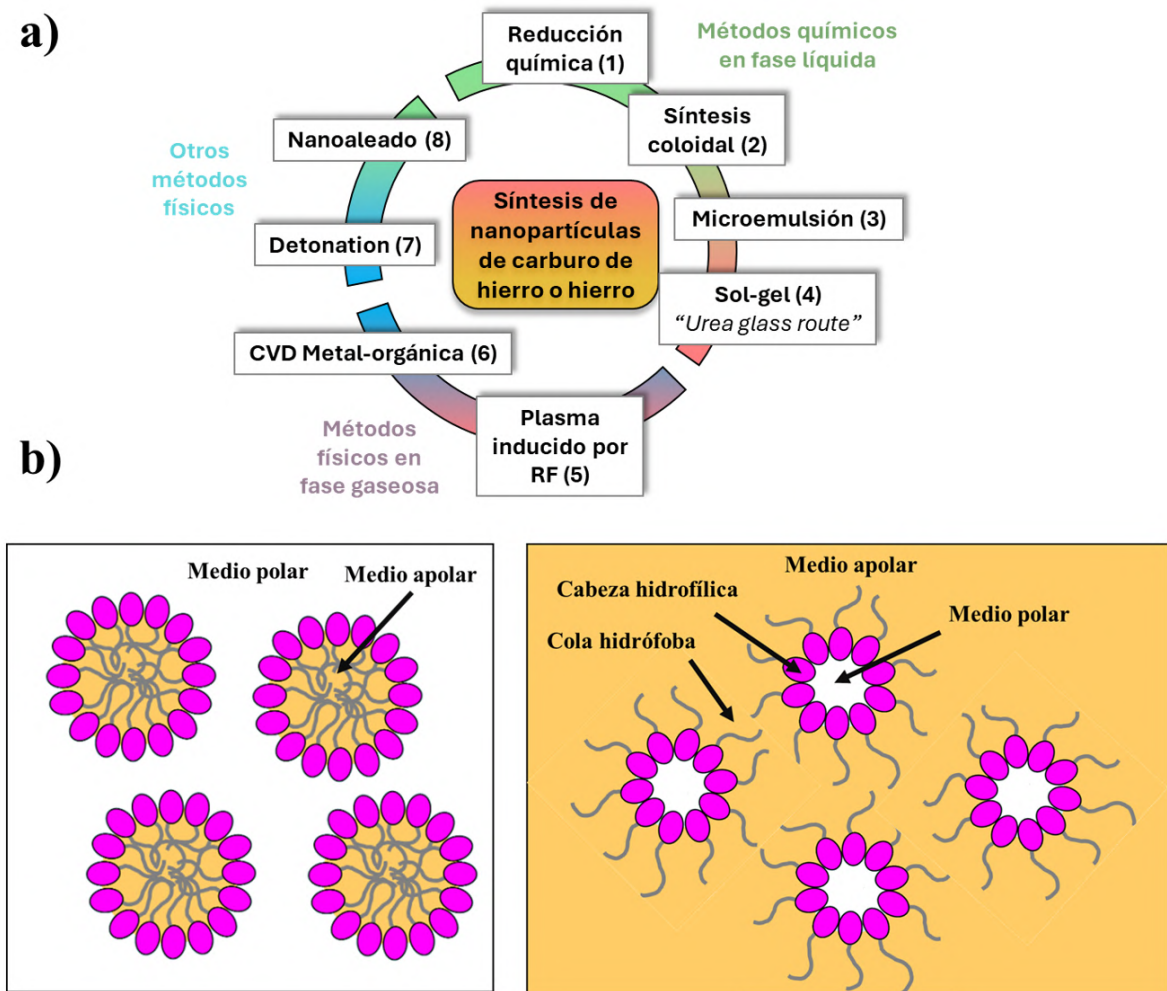 a)
Reducción
química (1)
Métodos químicos
en fase líquida
Síntesis
coloidal (2)
Nanoaleado (8)
Otros
métodos
físicos
Síntesis de
nanopartículas
de carburo de
hierro o hierro
Microemulsión (3)
Detonation (7)
Sol-gel (4)
“Urea glass route”
CVD Metal-orgánica (6)
Plasma
inducido por
RF (5)
Métodos
físicos en
fase gaseosa
b)
Medio polar
Medio apolar
Medio apolar
Cabeza hidrofílica
Medio polar
Cola hidrófoba